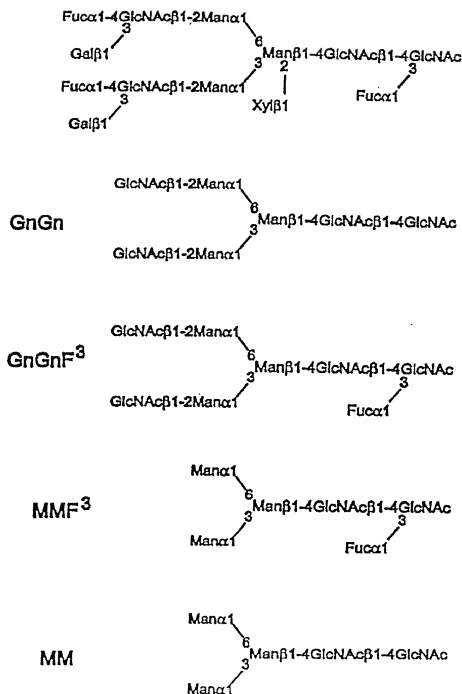 Fucα1-4GlcNAcβ1-2Manα1
3
6
Galβ1
Manβ1-4GlcNAcβ1-4GlcNAc
3
2
3
Fucα1-4GlcNAcβ1-2Manα1
3
Xylβ1
Fucα1
Galβ1
GlcNAcβ1-2Manα1
6
GnGn
Manβ1-4GlcNAcβ1-4GlcNAc
3
GlcNAcβ1-2Manα1
GlcNAcβ1-2Manα1
6
GnGnF³
Manβ1-4GlcNAcβ1-4GlcNAc
3
3
GlcNAcβ1-2Manα1
Fucα1
Manα1
6
MMF³
Manβ1-4GlcNAcβ1-4GlcNAc
3
3
Manα1
Fucα1
Manα1
6
MM
Manβ1-4GlcNAcβ1-4GlcNAc
3
Manα1